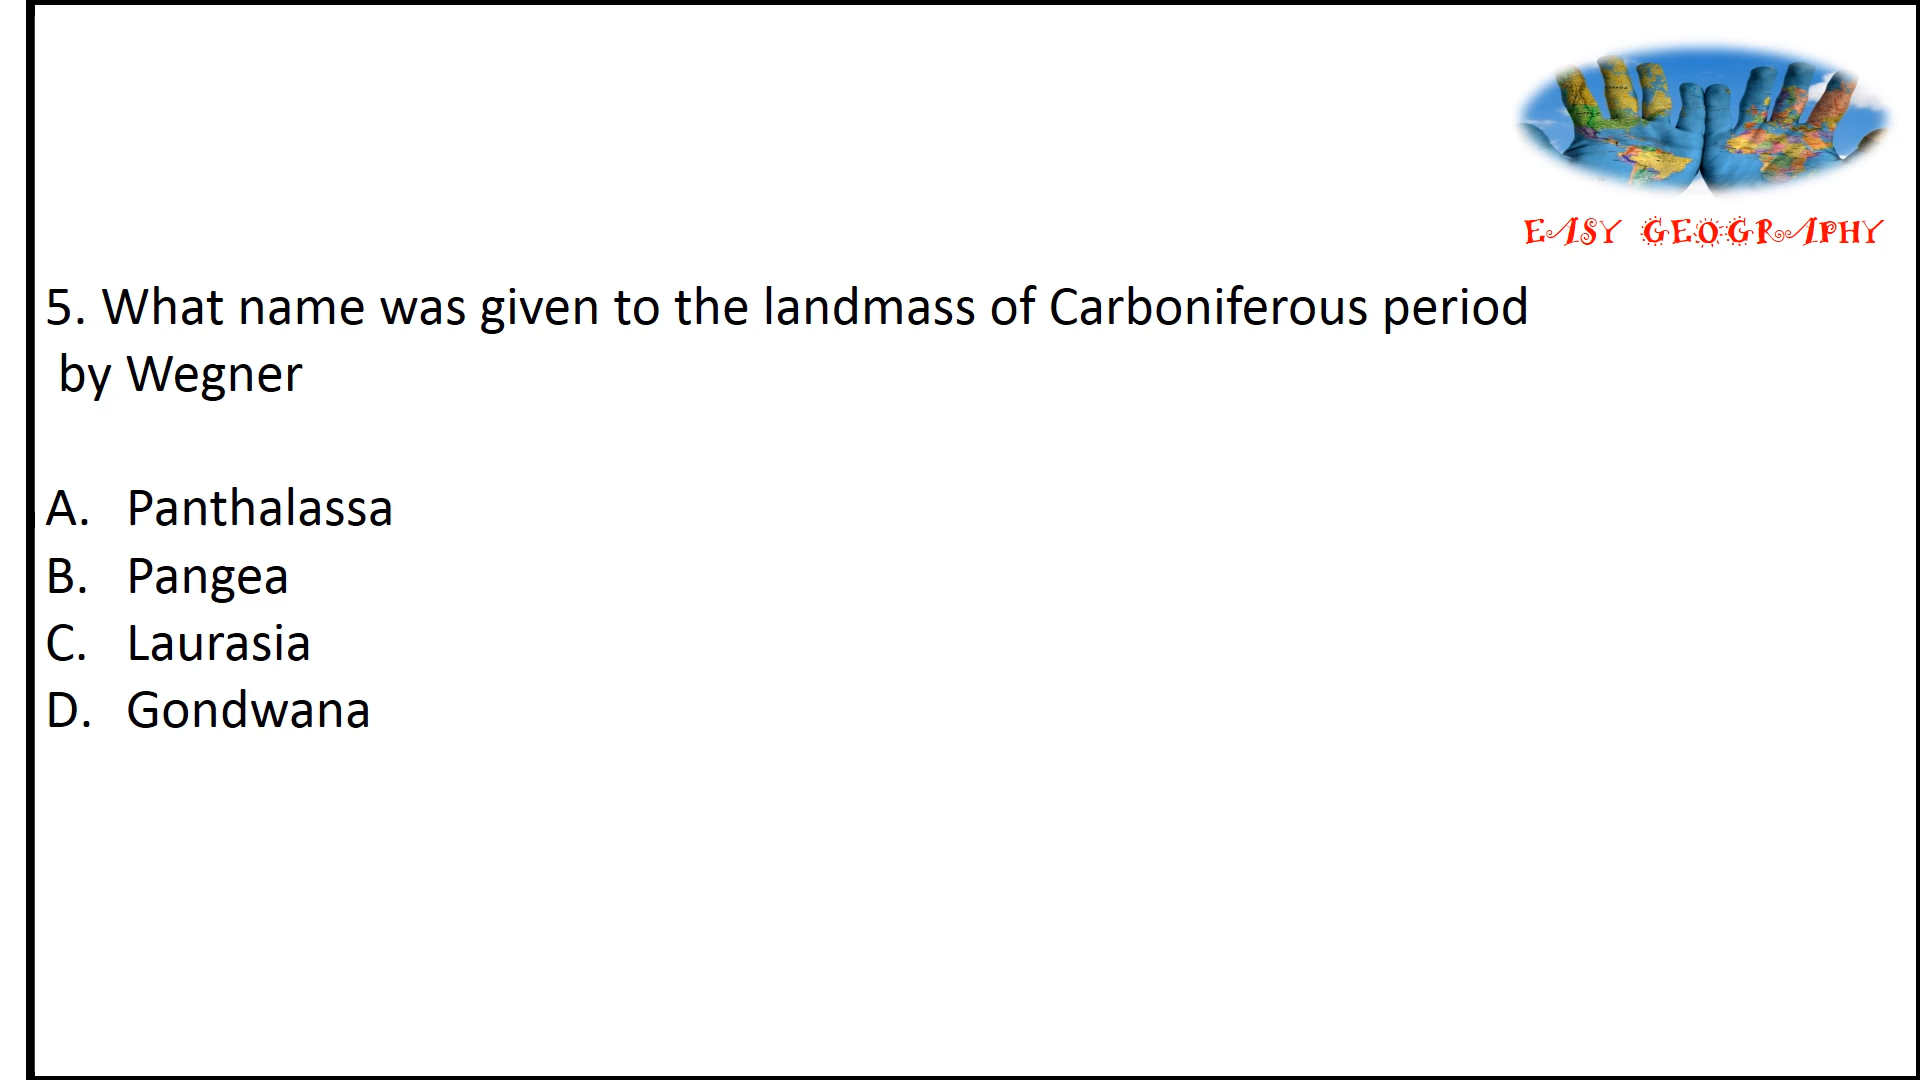 EASY GEOGRAPHY
5. What name was given to the landmass of Carboniferous period
by Wegner
A. Panthalassa
B. Pangea
C. Laurasia
D. Gondwana